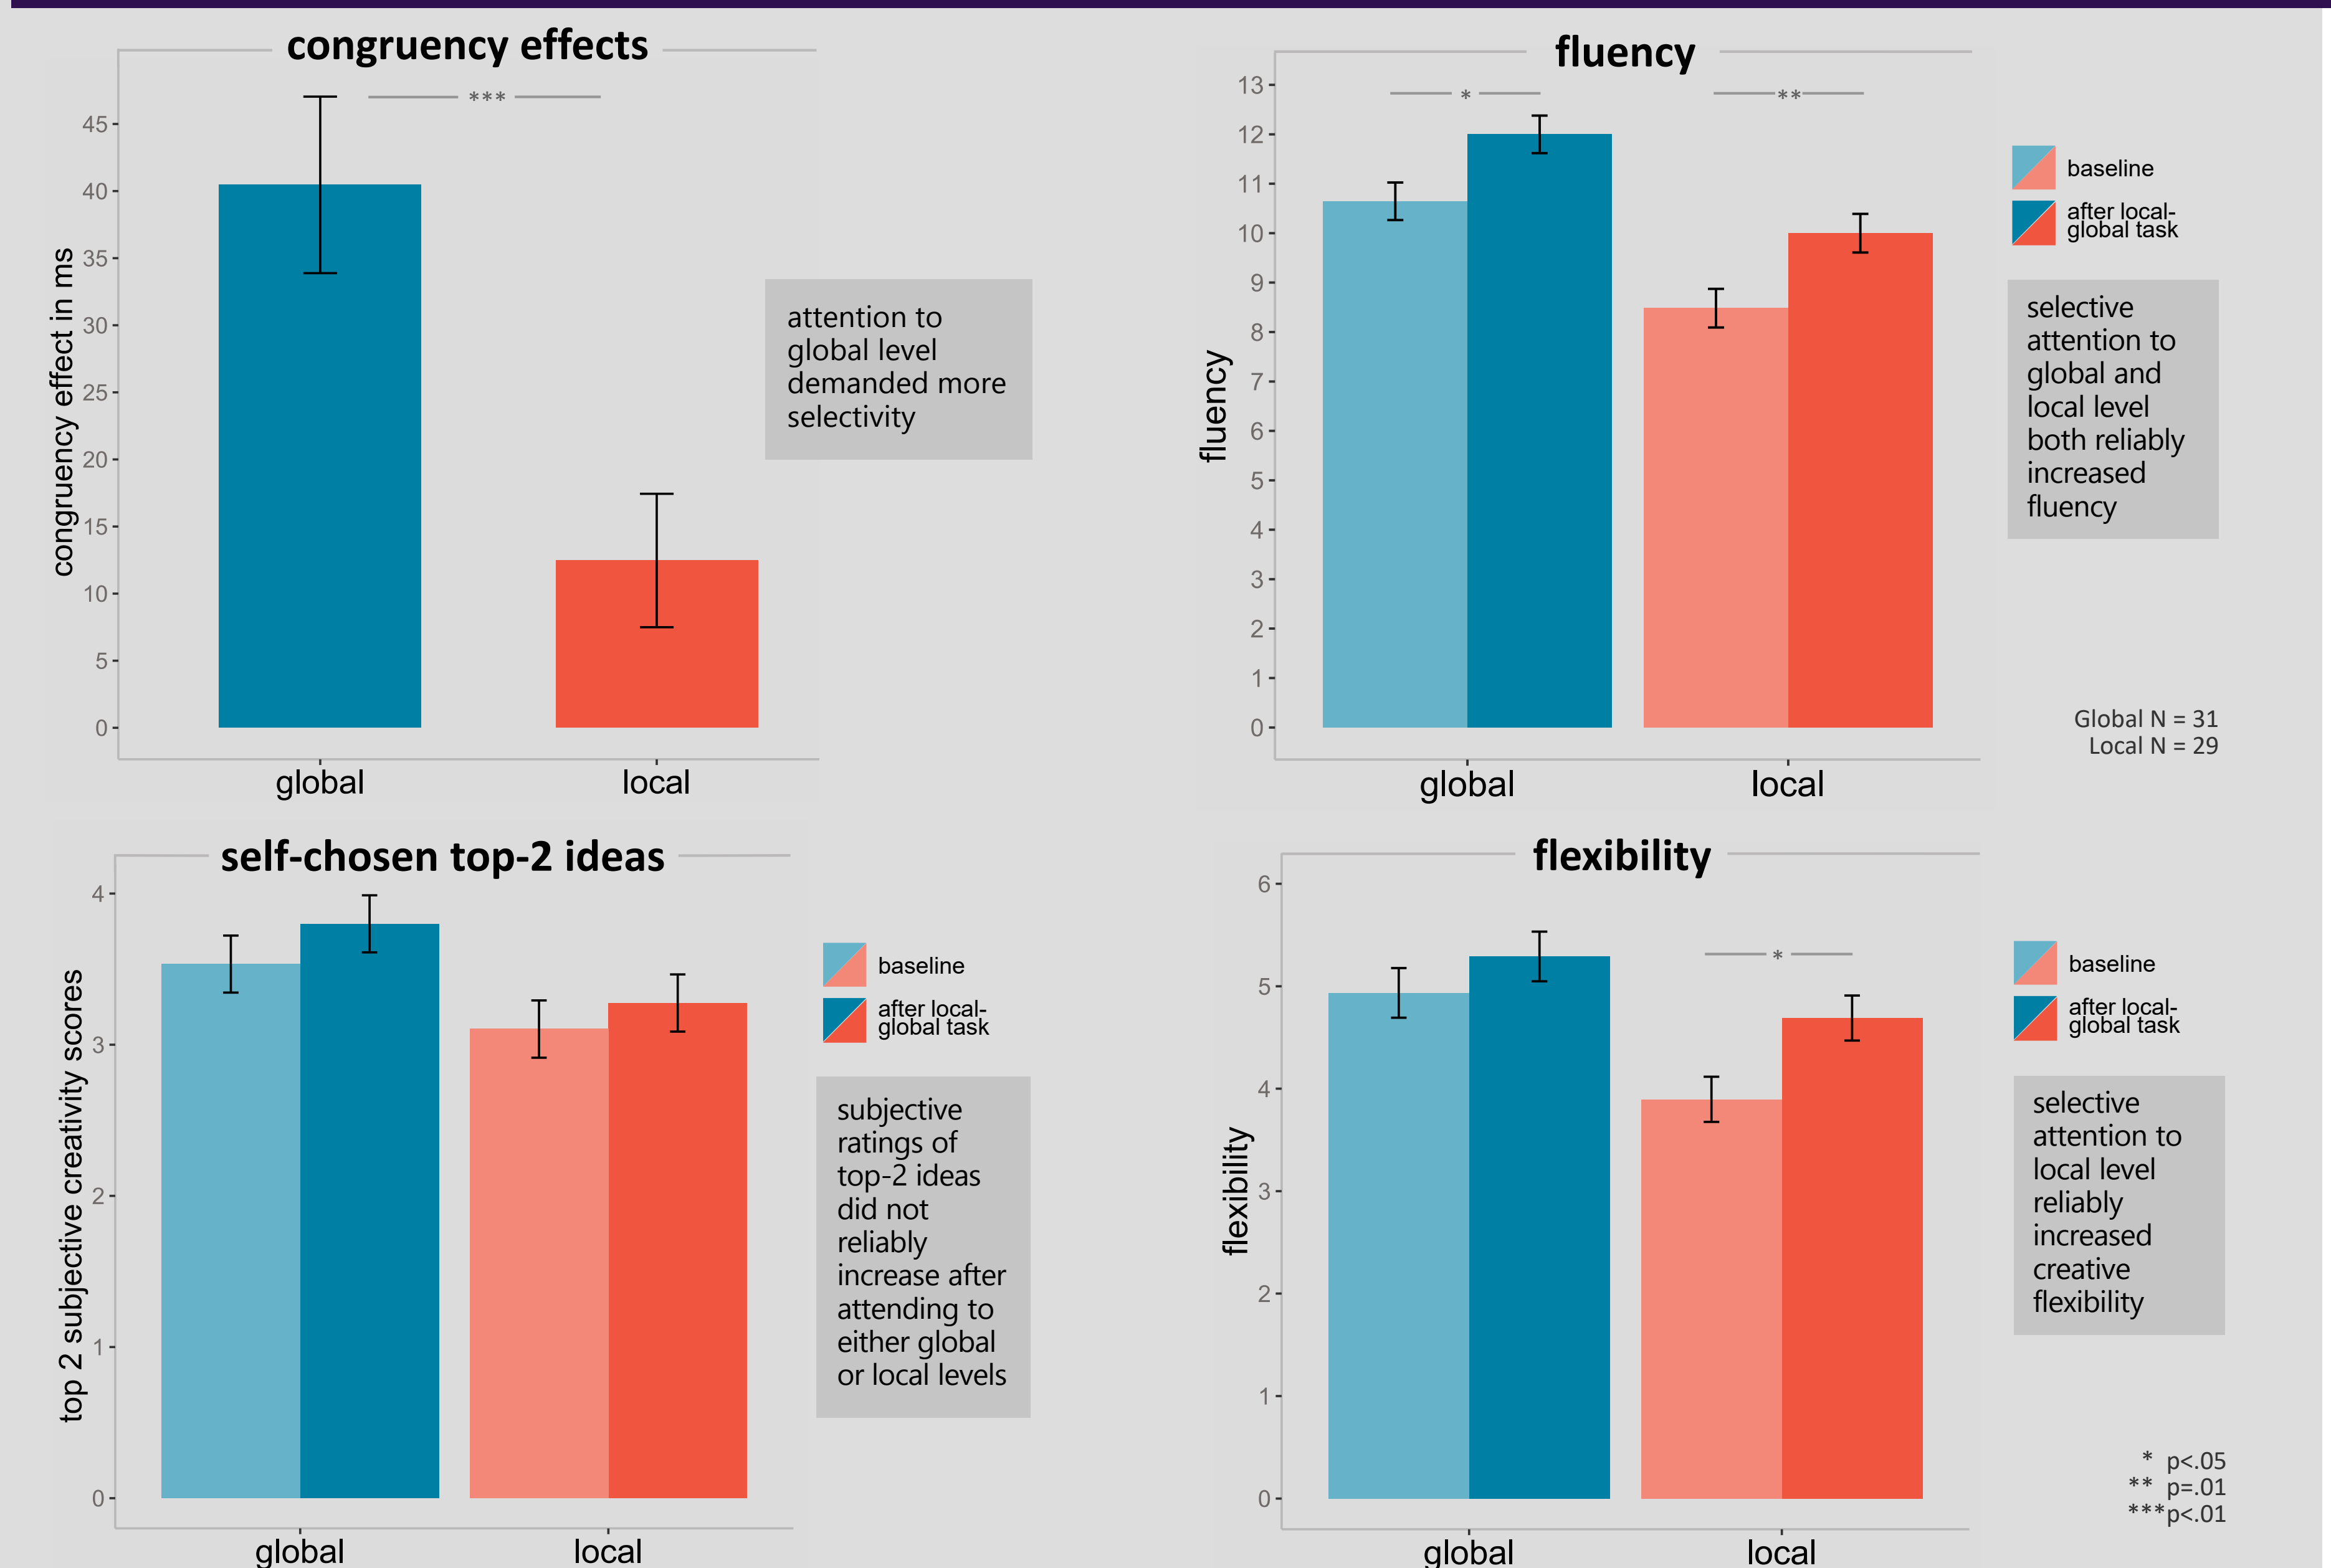 congruency effects
***
45
40
35
30
25
20
15
10
5
0
congruency effect in ms
global
local
attention to
global level
demanded more
selectivity
fluency
*
**
13
12
11
10
9
8
7
6
5
4
3
2
1
0
fluency
global
local
baseline
after local-
global task
selective
attention to
global and
local level
both reliably
increased
fluency
Global N = 31
Local N = 29
self-chosen top-2 ideas
4
3
2
1
0
top 2 subjective creativity scores
global
local
baseline
after local-
global task
subjective
ratings of
top-2 ideas
did not
reliably
increase after
attending to
either global
or local levels
flexibility
*
6
5
4
3
2
1
0
flexibility
global
local
baseline
after local-
global task
selective
attention to
local level
reliably
increased
creative
flexibility
* p<.05
** p=.01
***p<.01